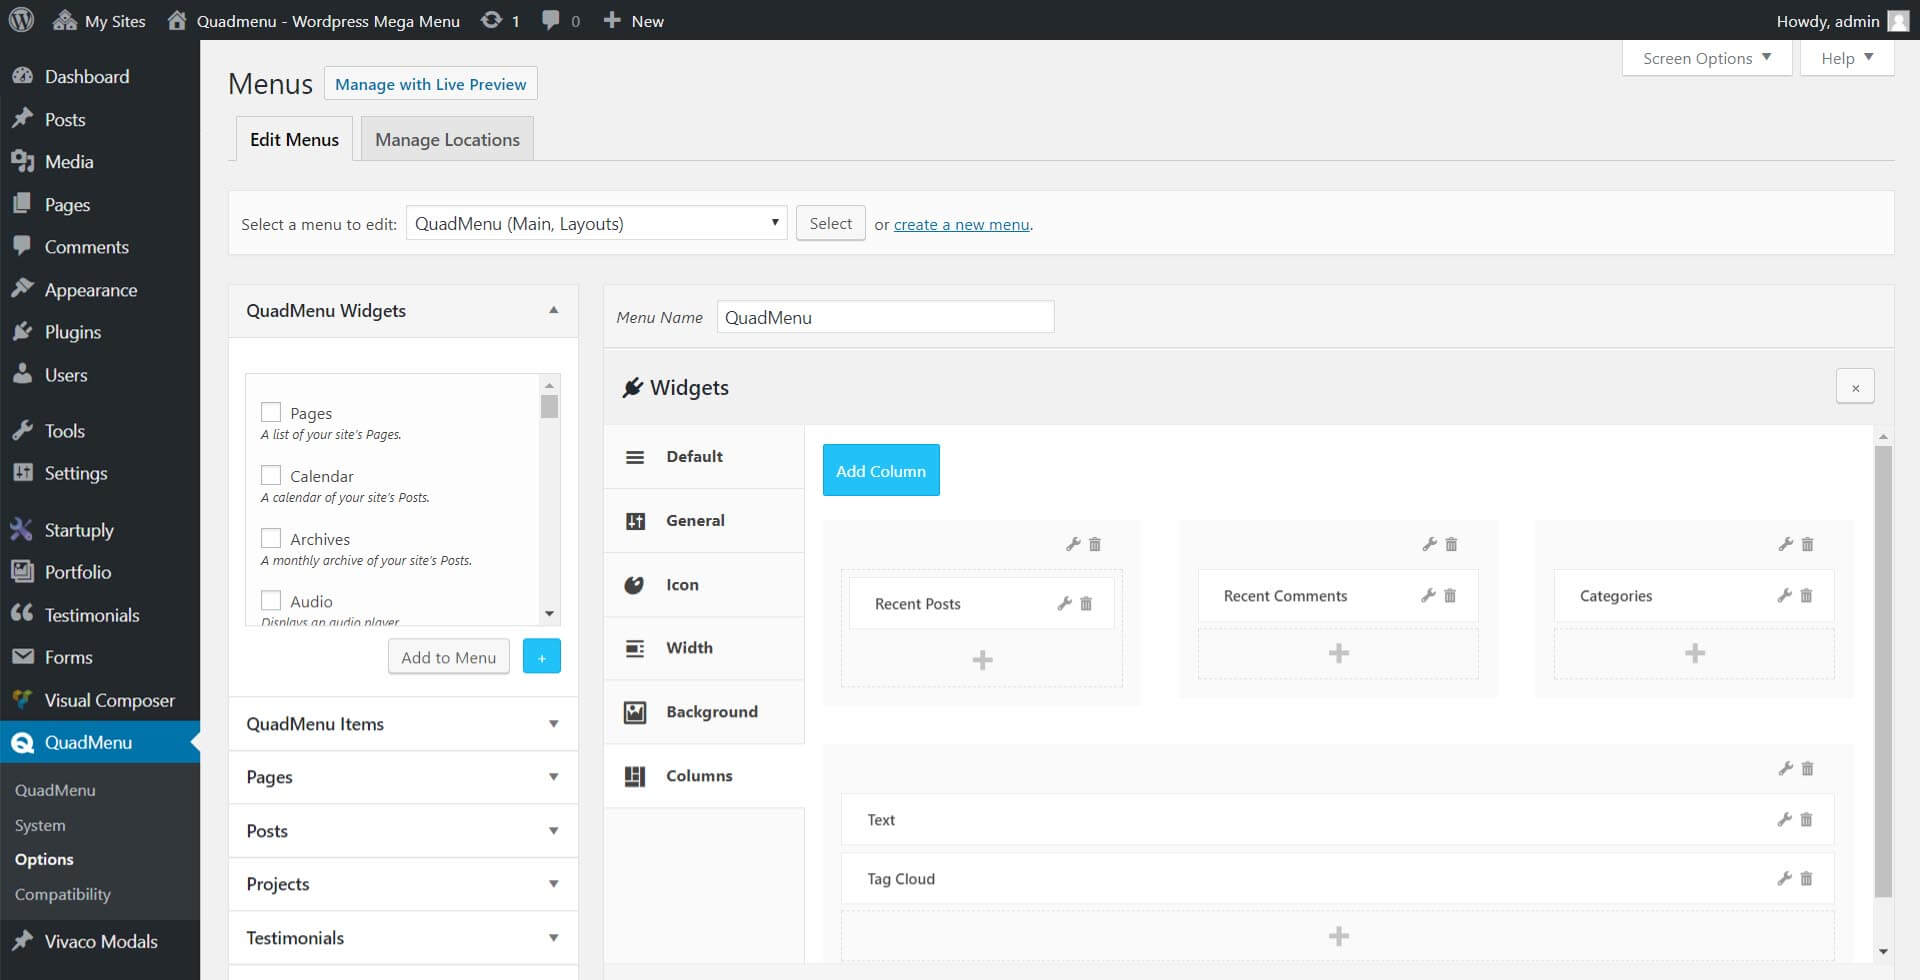 My Sites
Quadmenu - Wordpress Mega Menu
1
0
New
Howdy, admin
Dashboard
Posts
Media
Pages
Comments
Appearance
Plugins
Users
Tools
Settings
Startuply
Portfolio
Testimonials
Forms
Visual Composer
QuadMenu
QuadMenu
System
Options
Compatibility
Vivaco Modals
Screen Options
Help
Menus
Manage with Live Preview
Edit Menus
Manage Locations
Select a menu to edit:
QuadMenu (Main, Layouts)
Select
or create a new menu.
QuadMenu Widgets
Pages
A list of your site's Pages.
Calendar
A calendar of your site's Posts.
Archives
A monthly archive of your site's Posts.
Audio
Displays an audio player.
Add to Menu
+
QuadMenu Items
Pages
Posts
Projects
Testimonials
Menu Name
QuadMenu
Widgets
×
Default
General
Icon
Width
Background
Columns
Add Column
Recent Posts
Recent Comments
Categories
Text
Tag Cloud